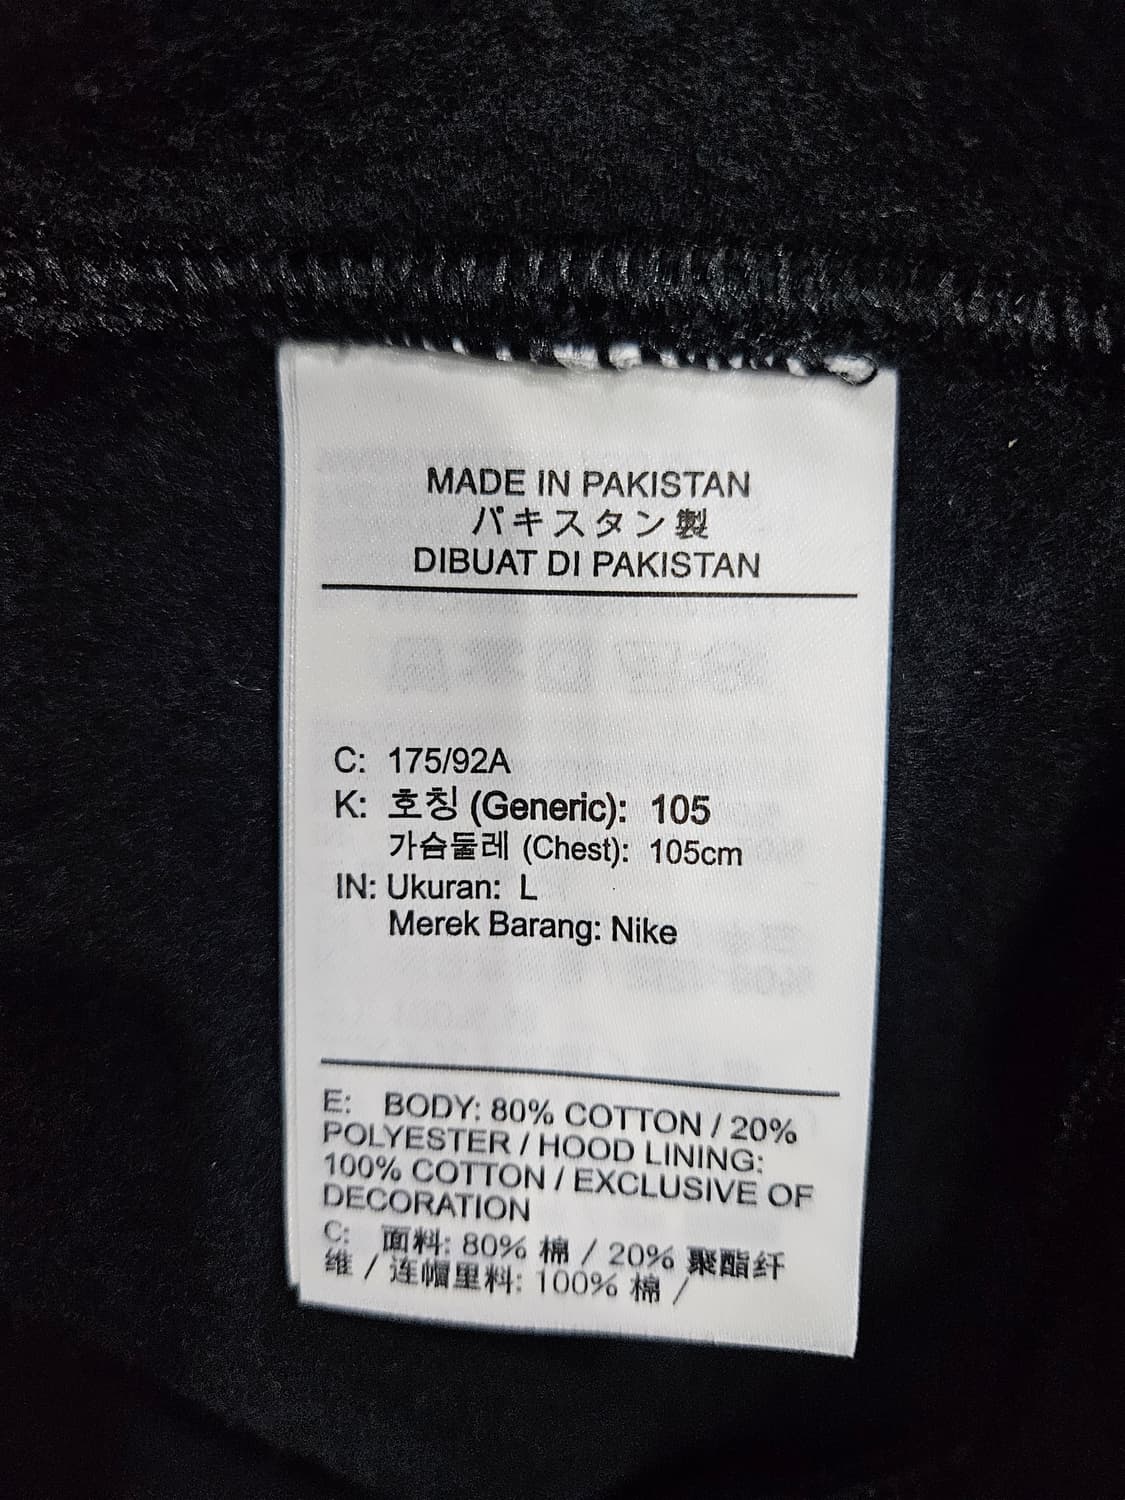 MADE IN PAKISTAN
パキスタン製
DIBUAT DI PAKISTAN
C: 175/92A
K: 호칭 (Generic): 105
가슴둘레 (Chest): 105cm
IN: Ukuran: L
Merek Barang: Nike
E: BODY: 80% COTTON / 20%
POLYESTER / HOOD LINING:
100% COTTON / EXCLUSIVE OF
DECORATION
C: 面料: 80% 棉 / 20% 聚酯纤
维 / 连帽里料: 100% 棉 /